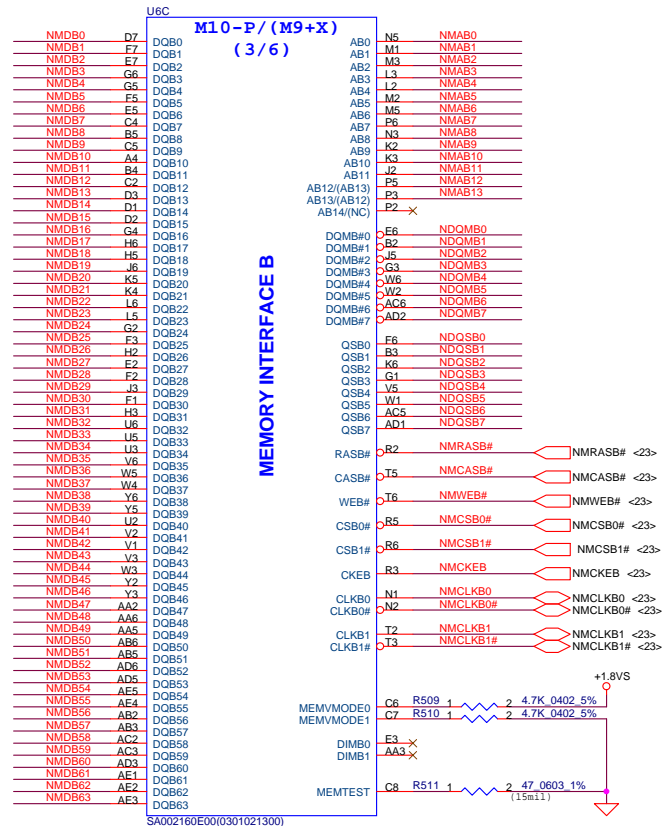 U6C
M10-P/(M9+X)
(3/6)
NMDB0 D7 DQB0
NMDB1 F7 DQB1
NMDB2 E7 DQB2
NMDB3 G6 DQB3
NMDB4 G5 DQB4
NMDB5 F5 DQB5
NMDB6 E5 DQB6
NMDB7 C4 DQB7
NMDB8 B5 DQB8
NMDB9 C5 DQB9
NMDB10 A4 DQB10
NMDB11 B4 DQB11
NMDB12 C2 DQB12
NMDB13 D3 DQB13
NMDB14 D1 DQB14
NMDB15 D2 DQB15
NMDB16 G4 DQB16
NMDB17 H6 DQB17
NMDB18 H5 DQB18
NMDB19 J6 DQB19
NMDB20 K5 DQB20
NMDB21 K4 DQB21
NMDB22 L6 DQB22
NMDB23 L5 DQB23
NMDB24 G2 DQB24
NMDB25 F3 DQB25
NMDB26 H2 DQB26
NMDB27 E2 DQB27
NMDB28 F2 DQB28
NMDB29 J3 DQB29
NMDB30 F1 DQB30
NMDB31 H3 DQB31
NMDB32 U6 DQB32
NMDB33 U5 DQB33
NMDB34 U3 DQB34
NMDB35 V6 DQB35
NMDB36 W5 DQB36
NMDB37 W4 DQB37
NMDB38 Y6 DQB38
NMDB39 Y5 DQB39
NMDB40 U2 DQB40
NMDB41 V2 DQB41
NMDB42 V1 DQB42
NMDB43 V3 DQB43
NMDB44 W3 DQB44
NMDB45 Y2 DQB45
NMDB46 Y3 DQB46
NMDB47 AA2 DQB47
NMDB48 AA6 DQB48
NMDB49 AA5 DQB49
NMDB50 AB6 DQB50
NMDB51 AB5 DQB51
NMDB52 AD6 DQB52
NMDB53 AD5 DQB53
NMDB54 AE5 DQB54
NMDB55 AE4 DQB55
NMDB56 AB2 DQB56
NMDB57 AB3 DQB57
NMDB58 AC2 DQB58
NMDB59 AC3 DQB59
NMDB60 AD3 DQB60
NMDB61 AE1 DQB61
NMDB62 AE2 DQB62
NMDB63 AE3 DQB63
MEMORY INTERFACE B
AB0 N5 NMAB0
AB1 M1 NMAB1
AB2 M3 NMAB2
AB3 L3 NMAB3
AB4 L2 NMAB4
AB5 M2 NMAB5
AB6 M5 NMAB6
AB7 P6 NMAB7
AB8 N3 NMAB8
AB9 K2 NMAB9
AB10 K3 NMAB10
AB11 J2 NMAB11
AB12/(AB13) P5 NMAB12
AB13/(AB12) P3 NMAB13
AB14/(NC) P2
DQMB#0 E6 NDQMB0
DQMB#1 B2 NDQMB1
DQMB#2 J5 NDQMB2
DQMB#3 G3 NDQMB3
DQMB#4 W6 NDQMB4
DQMB#5 W2 NDQMB5
DQMB#6 AC6 NDQMB6
DQMB#7 AD2 NDQMB7
QSB0 F6 NDQSB0
QSB1 B3 NDQSB1
QSB2 K6 NDQSB2
QSB3 G1 NDQSB3
QSB4 V5 NDQSB4
QSB5 W1 NDQSB5
QSB6 AC5 NDQSB6
QSB7 AD1 NDQSB7
RASB# R2 NMRASB# NMRASB# <23>
CASB# T5 NMCASB# NMCASB# <23>
WEB# T6 NMWEB# NMWEB# <23>
CSB0# R5 NMCSB0# NMCSB0# <23>
CSB1# R6 NMCSB1# NMCSB1# <23>
CKEB R3 NMCKEB NMCKEB <23>
CLKB0 N1 NMCLKB0 NMCLKB0 <23>
CLKB0# N2 NMCLKB0# NMCLKB0# <23>
CLKB1 T2 NMCLKB1 NMCLKB1 <23>
CLKB1# T3 NMCLKB1# NMCLKB1# <23>
+1.8VS
MEMVMODE0 C6 R509 1 2 4.7K_0402_5%
MEMVMODE1 C7 R510 1 2 4.7K_0402_5%
DIMB0 E3
DIMB1 AA3
MEMTEST C8 R511 1 2 47_0603_1%
(15mil)
SA002160E00(0301021300)